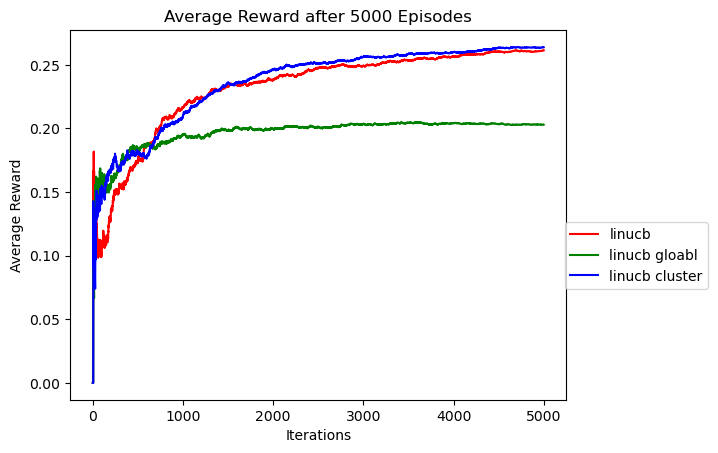 Average Reward after 5000 Episodes
Average Reward
0.25
0.20
0.15
0.10
0.05
0.00
0
1000
2000
3000
4000
5000
Iterations
linucb
linucb gloabl
linucb cluster